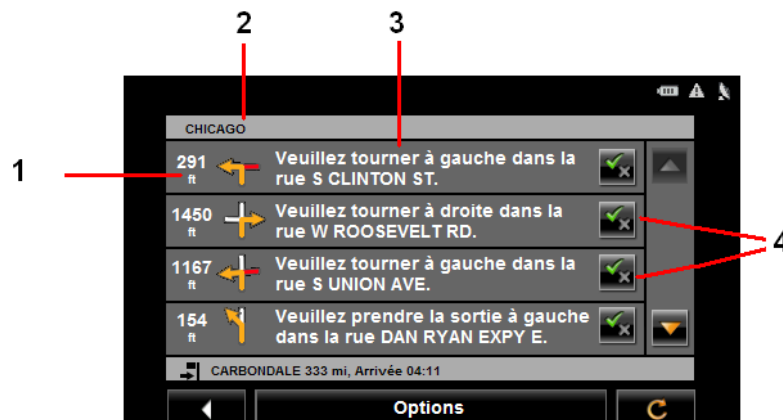 2 3
CHICAGO
1
291
ft
Veuillez tourner à gauche dans la
rue S CLINTON ST.
1450
ft
Veuillez tourner à droite dans la
rue W ROOSEVELT RD.
4
1167
ft
Veuillez tourner à gauche dans la
rue S UNION AVE.
154
ft
Veuillez prendre la sortie à gauche
dans la rue DAN RYAN EXPY E.
CARBONDALE 333 mi, Arrivée 04:11
Options